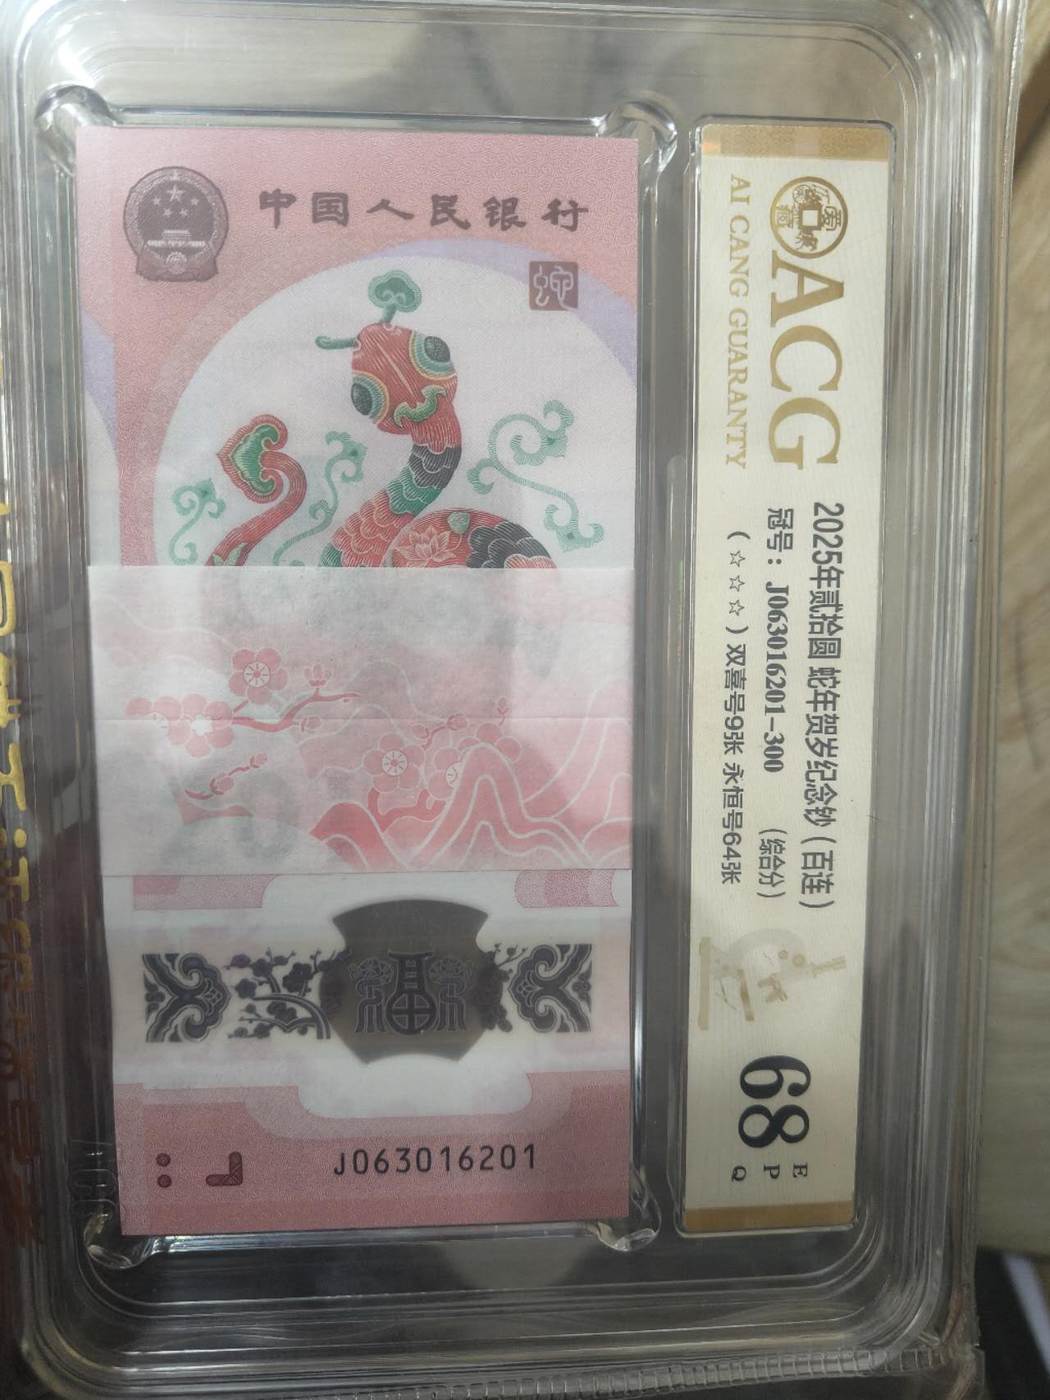 中国人民银行
蛇
福
J063016201
ACG
AI CANG GUARANTY
2025年贰拾圆 蛇年贺岁纪念钞（百连）
冠号：J063016201-300 （综合分）
（☆☆☆）双喜号9张 永恒号64张
68
E
P
Q